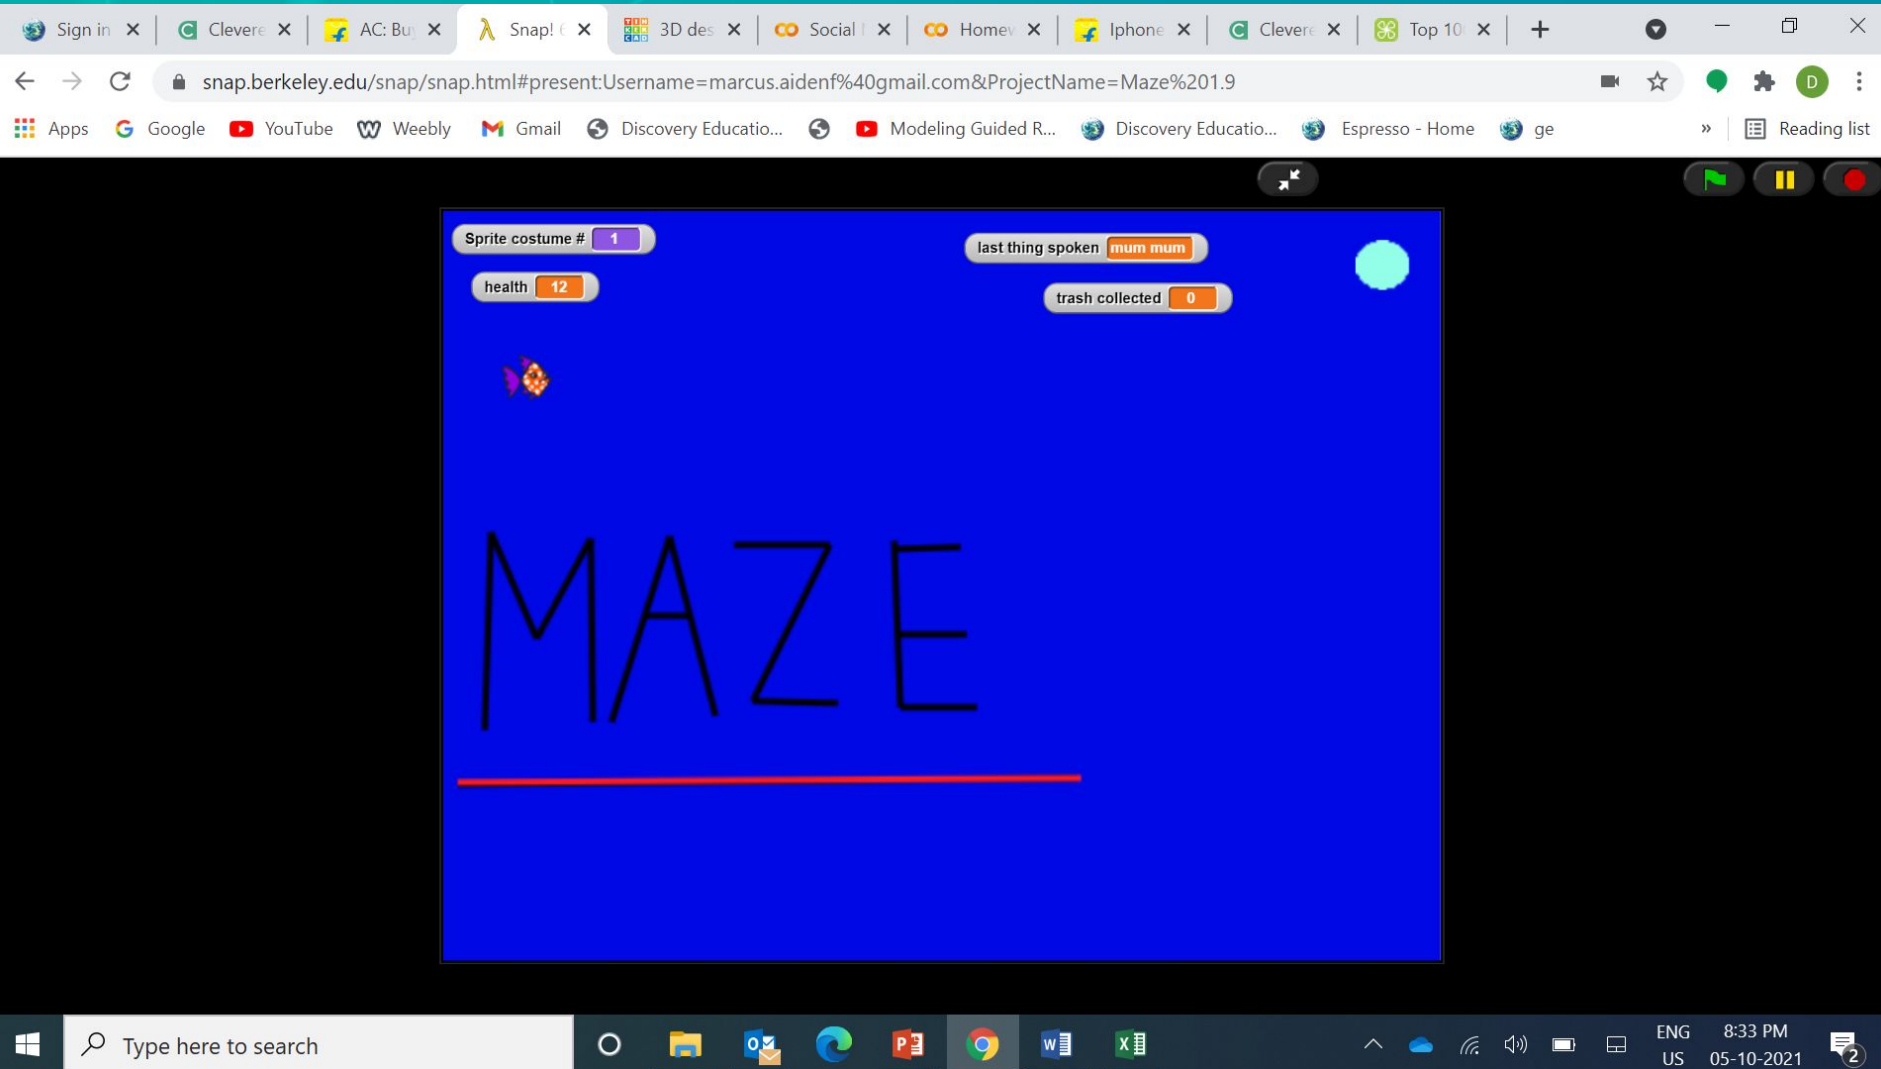 Sign in Clever AC: Bu Snap! 6 3D des Social Homew Iphone Clever Top 10
snap.berkeley.edu/snap/snap.html#present:Username=marcus.aidenf%40gmail.com&ProjectName=Maze%201.9 D
Apps Google YouTube Weebly Gmail Discovery Educatio... Modeling Guided R... Discovery Educatio... Espresso - Home ge » Reading list
Sprite costume # 1
last thing spoken mum mum
health 12
trash collected 0
MAZE
Type here to search
ENG 8:33 PM
US 05-10-2021 2